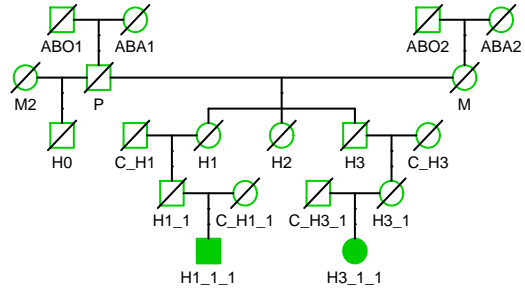 ABO1 ABA1 ABO2 ABA2
M2 P M
H0 C_H1 H1 H2 H3 C_H3
H1_1 C_H1_1 C_H3_1 H3_1
H1_1_1 H3_1_1